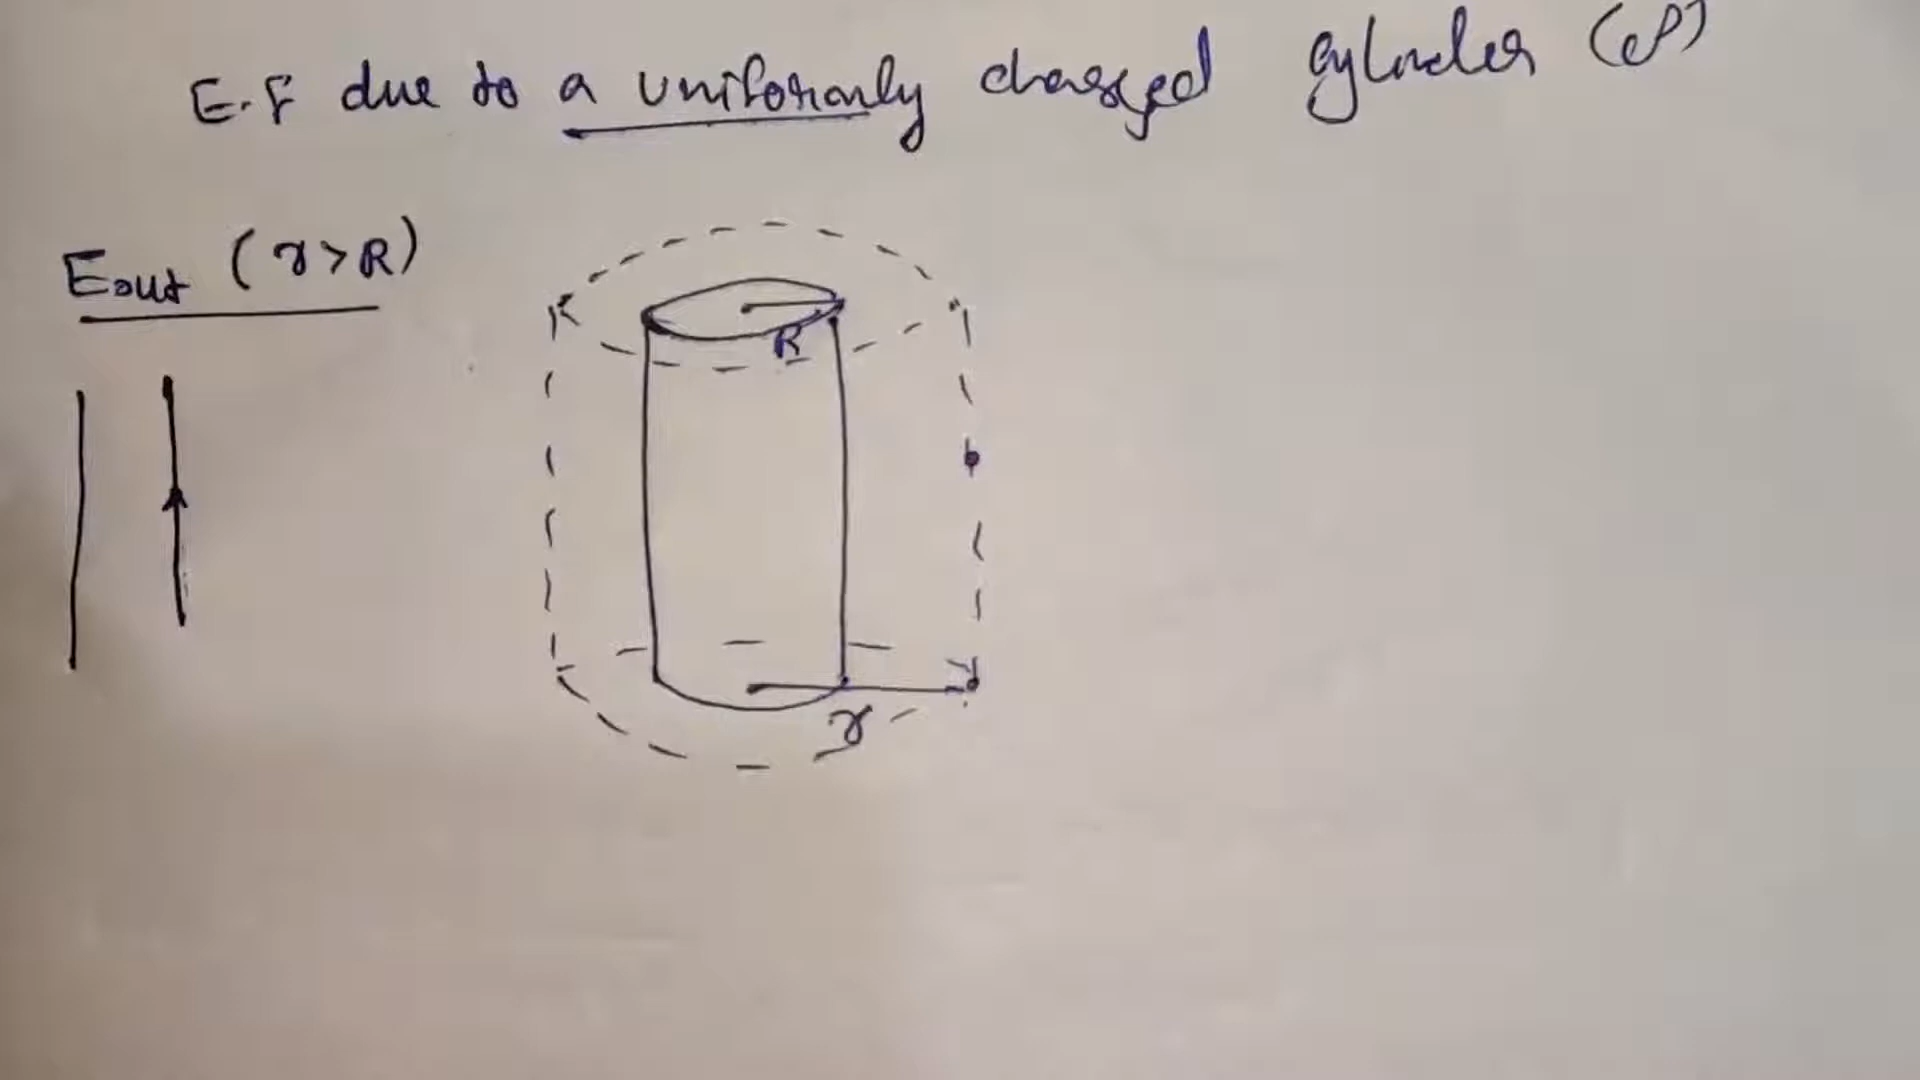 E.F due to a uniformly charged cylinder (ρ)
Eout (r>R)
R
r